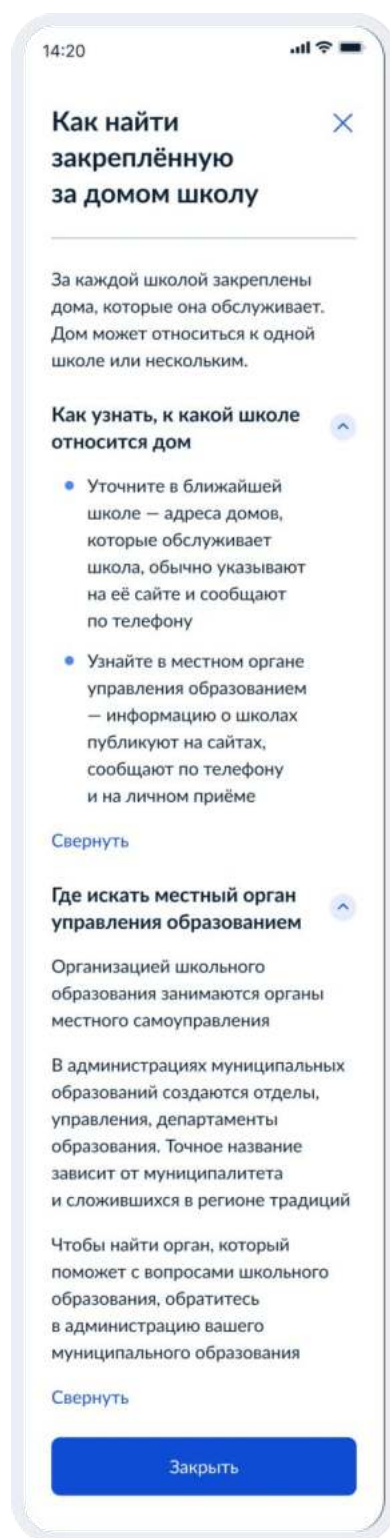 14:20
Как найти
закреплённую
за домом школу
За каждой школой закреплены
дома, которые она обслуживает.
Дом может относиться к одной
школе или нескольким.
Как узнать, к какой школе
относится дом
Уточните в ближайшей
школе — адреса домов,
которые обслуживает
школа, обычно указывают
на её сайте и сообщают
по телефону
Узнайте в местном органе
управления образованием
— информацию о школах
публикуют на сайтах,
сообщают по телефону
и на личном приёме
Свернуть
Где искать местный орган
управления образованием
Организацией школьного
образования занимаются органы
местного самоуправления
В администрациях муниципальных
образований создаются отделы,
управления, департаменты
образования. Точное название
зависит от муниципалитета
и сложившихся в регионе традиций
Чтобы найти орган, который
поможет с вопросами школьного
образования, обратитесь
в администрацию вашего
муниципального образования
Свернуть
Закрыть